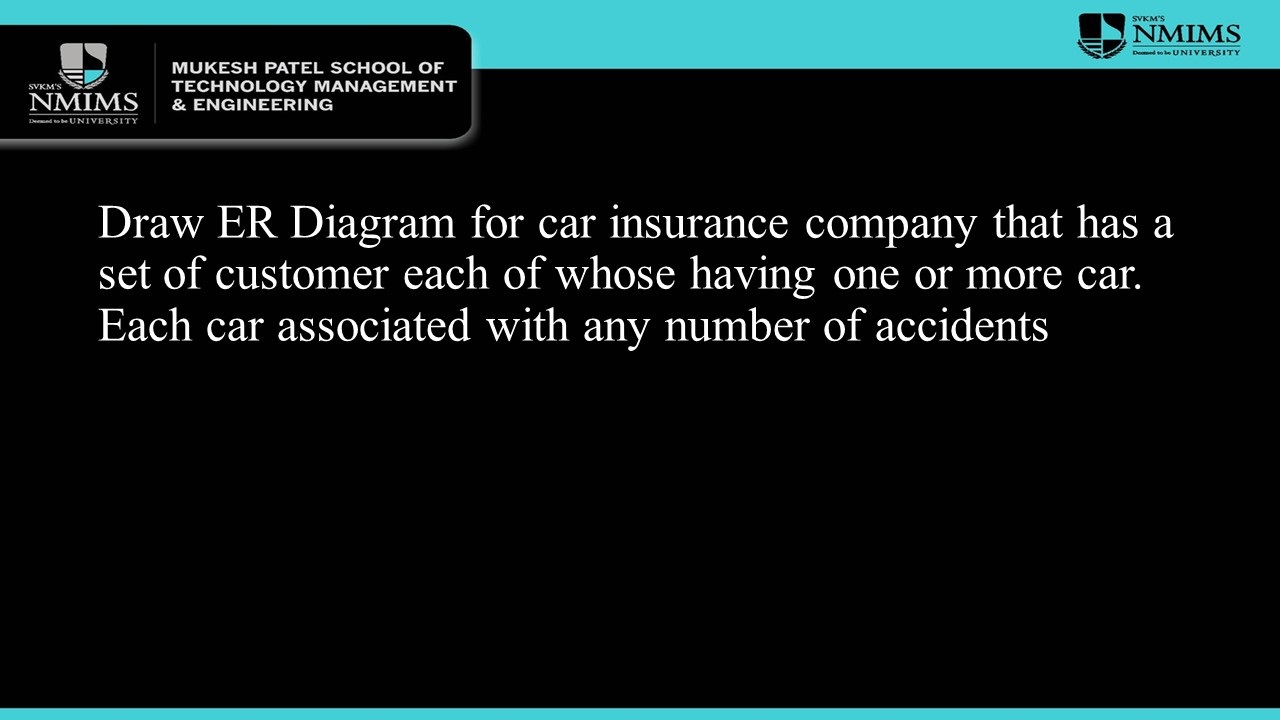 SVKM'S
NMIMS
Deemed to be UNIVERSITY
MUKESH PATEL SCHOOL OF
TECHNOLOGY MANAGEMENT
& ENGINEERING
SVKM'S
NMIMS
Deemed to be UNIVERSITY
Draw ER Diagram for car insurance company that has a
set of customer each of whose having one or more car.
Each car associated with any number of accidents